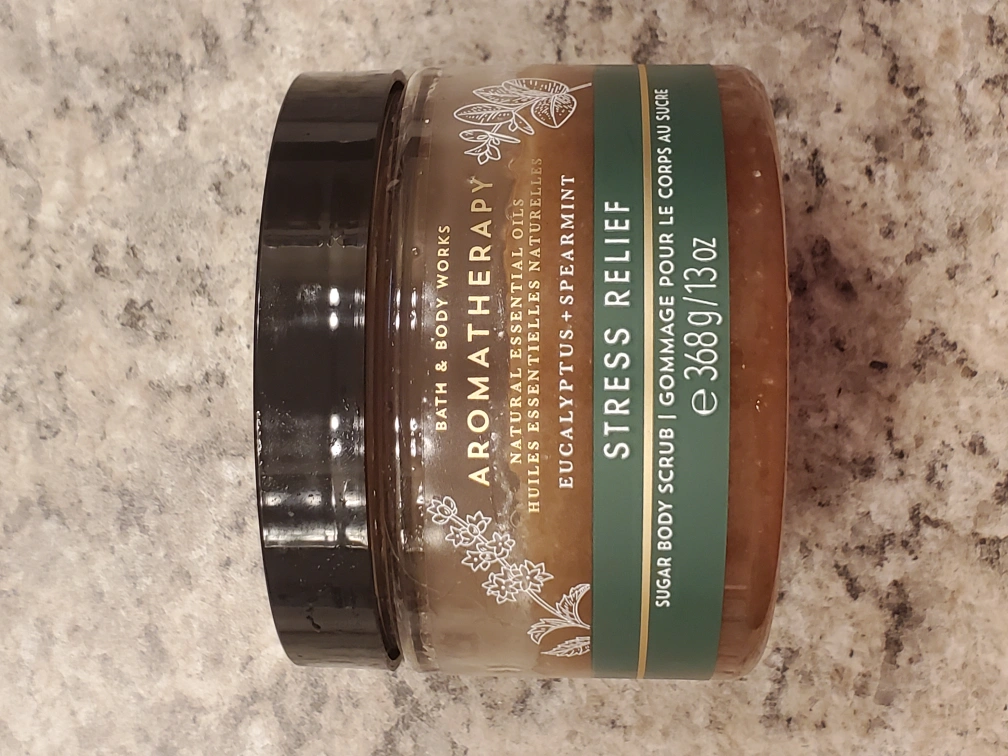 BATH & BODY WORKS
AROMATHERAPY
NATURAL ESSENTIAL OILS
HUILES ESSENTIELLES NATURELLES
EUCALYPTUS + SPEARMINT
STRESS RELIEF
SUGAR BODY SCRUB | GOMMAGE POUR LE CORPS AU SUCRE
℮ 368 g/13 oz